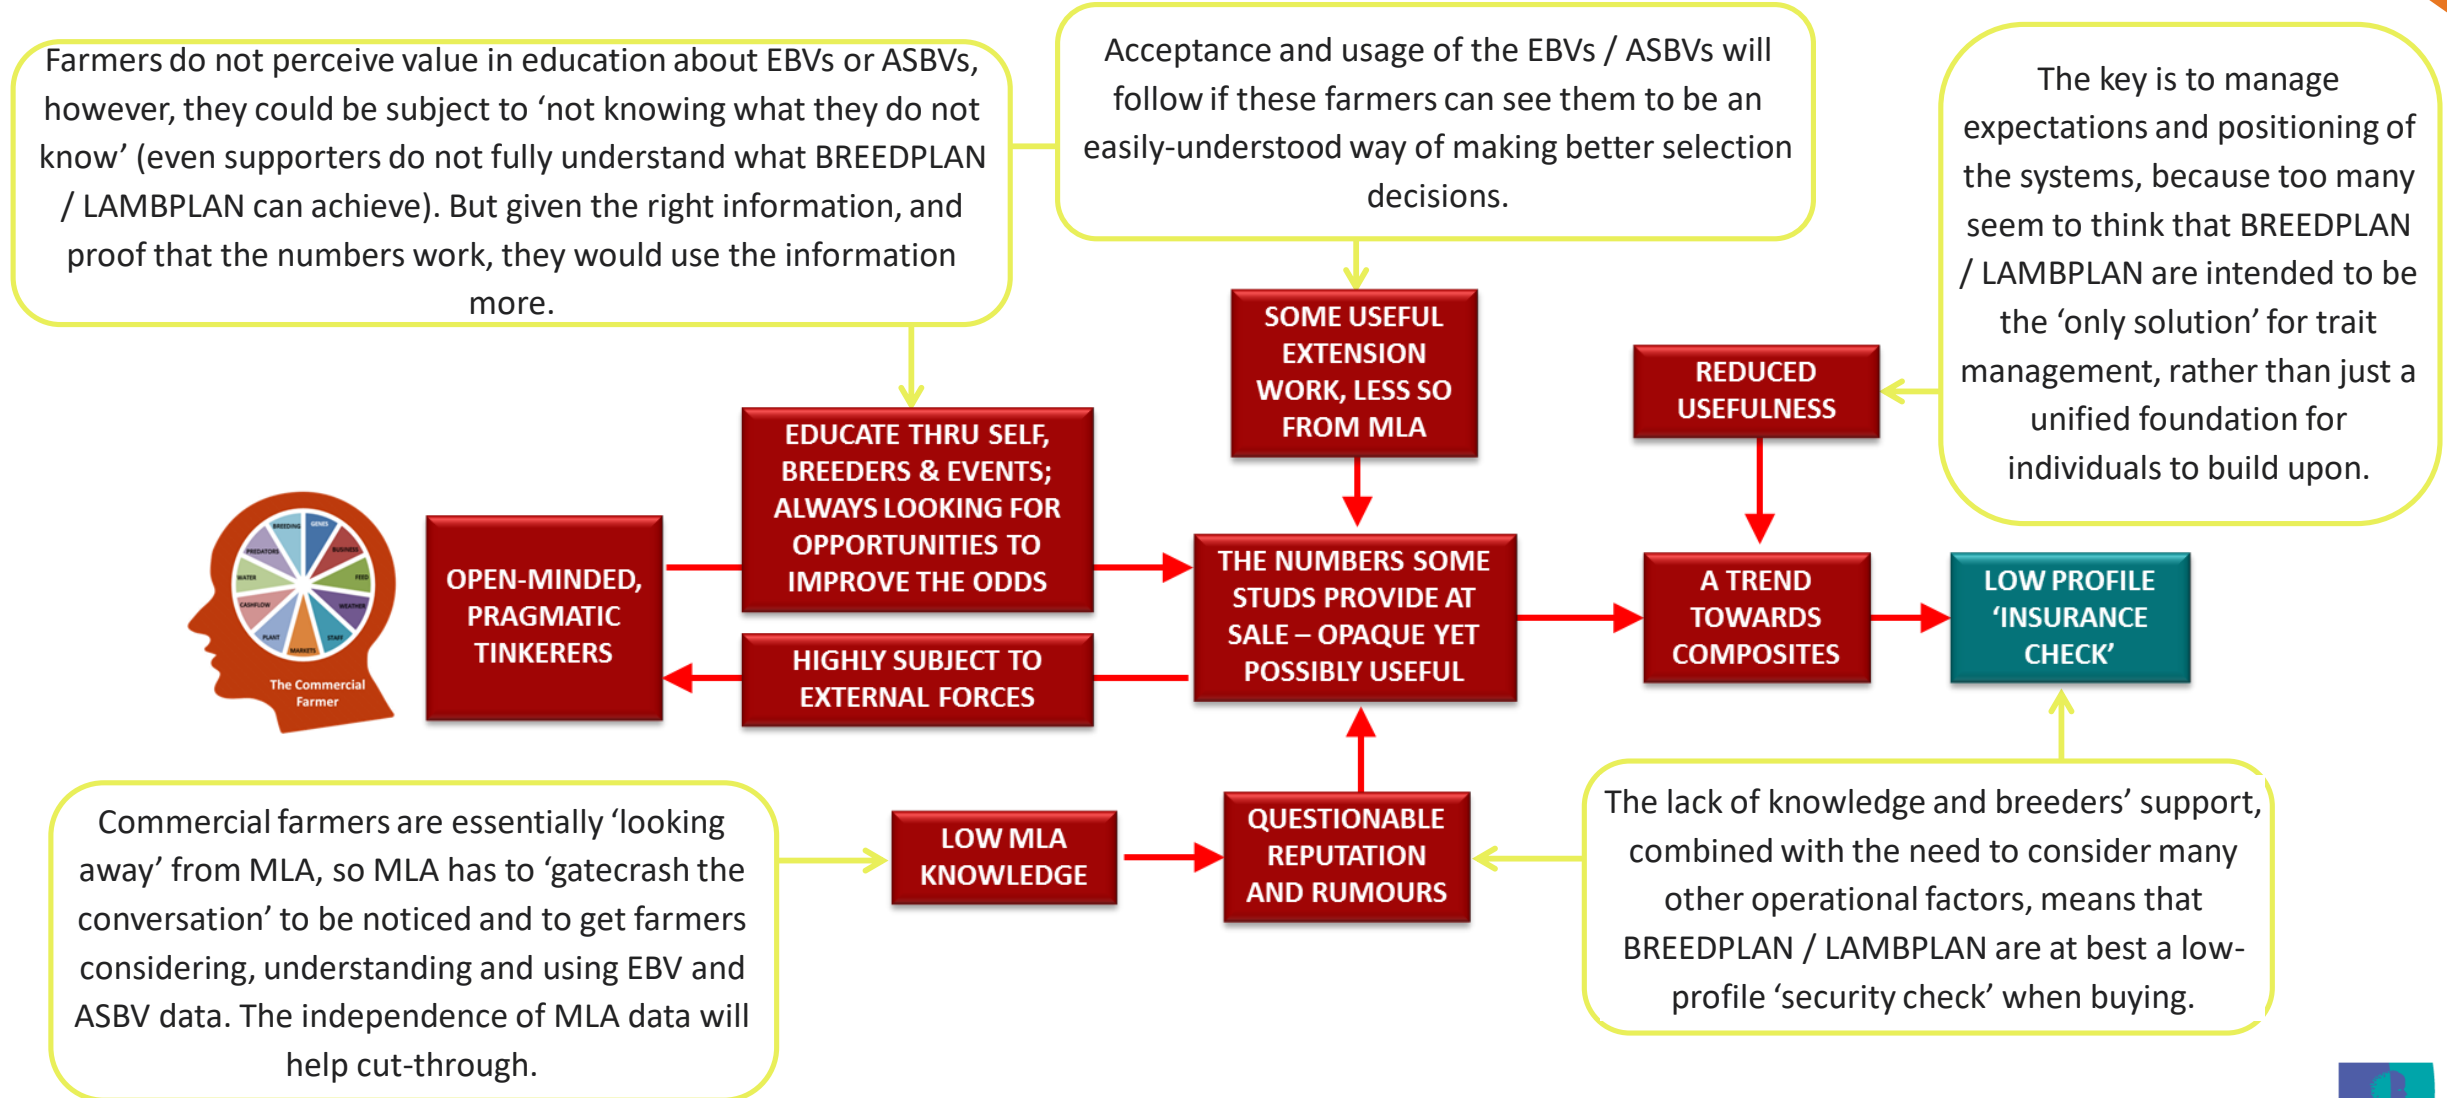 Farmers do not perceive value in education about EBVs or ASBVs,
however, they could be subject to ‘not knowing what they do not
know’ (even supporters do not fully understand what BREEDPLAN
/ LAMBPLAN can achieve). But given the right information, and
proof that the numbers work, they would use the information
more.
Acceptance and usage of the EBVs / ASBVs will
follow if these farmers can see them to be an
easily-understood way of making better selection
decisions.
The key is to manage
expectations and positioning of
the systems, because too many
seem to think that BREEDPLAN
/ LAMBPLAN are intended to be
the ‘only solution’ for trait
management, rather than just a
unified foundation for
individuals to build upon.
SOME USEFUL
EXTENSION
WORK, LESS SO
FROM MLA
REDUCED
USEFULNESS
EDUCATE THRU SELF,
BREEDERS & EVENTS;
ALWAYS LOOKING FOR
OPPORTUNITIES TO
IMPROVE THE ODDS
BREEDING
GENES
BUSINESS
FEED
WEATHER
STAFF
MARKETS
PLANT
CASHFLOW
WATER
PREDATORS
The Commercial
Farmer
OPEN-MINDED,
PRAGMATIC
TINKERERS
HIGHLY SUBJECT TO
EXTERNAL FORCES
THE NUMBERS SOME
STUDS PROVIDE AT
SALE – OPAQUE YET
POSSIBLY USEFUL
A TREND
TOWARDS
COMPOSITES
LOW PROFILE
‘INSURANCE
CHECK’
Commercial farmers are essentially ‘looking
away’ from MLA, so MLA has to ‘gatecrash the
conversation’ to be noticed and to get farmers
considering, understanding and using EBV and
ASBV data. The independence of MLA data will
help cut-through.
LOW MLA
KNOWLEDGE
QUESTIONABLE
REPUTATION
AND RUMOURS
The lack of knowledge and breeders’ support,
combined with the need to consider many
other operational factors, means that
BREEDPLAN / LAMBPLAN are at best a low-
profile ‘security check’ when buying.